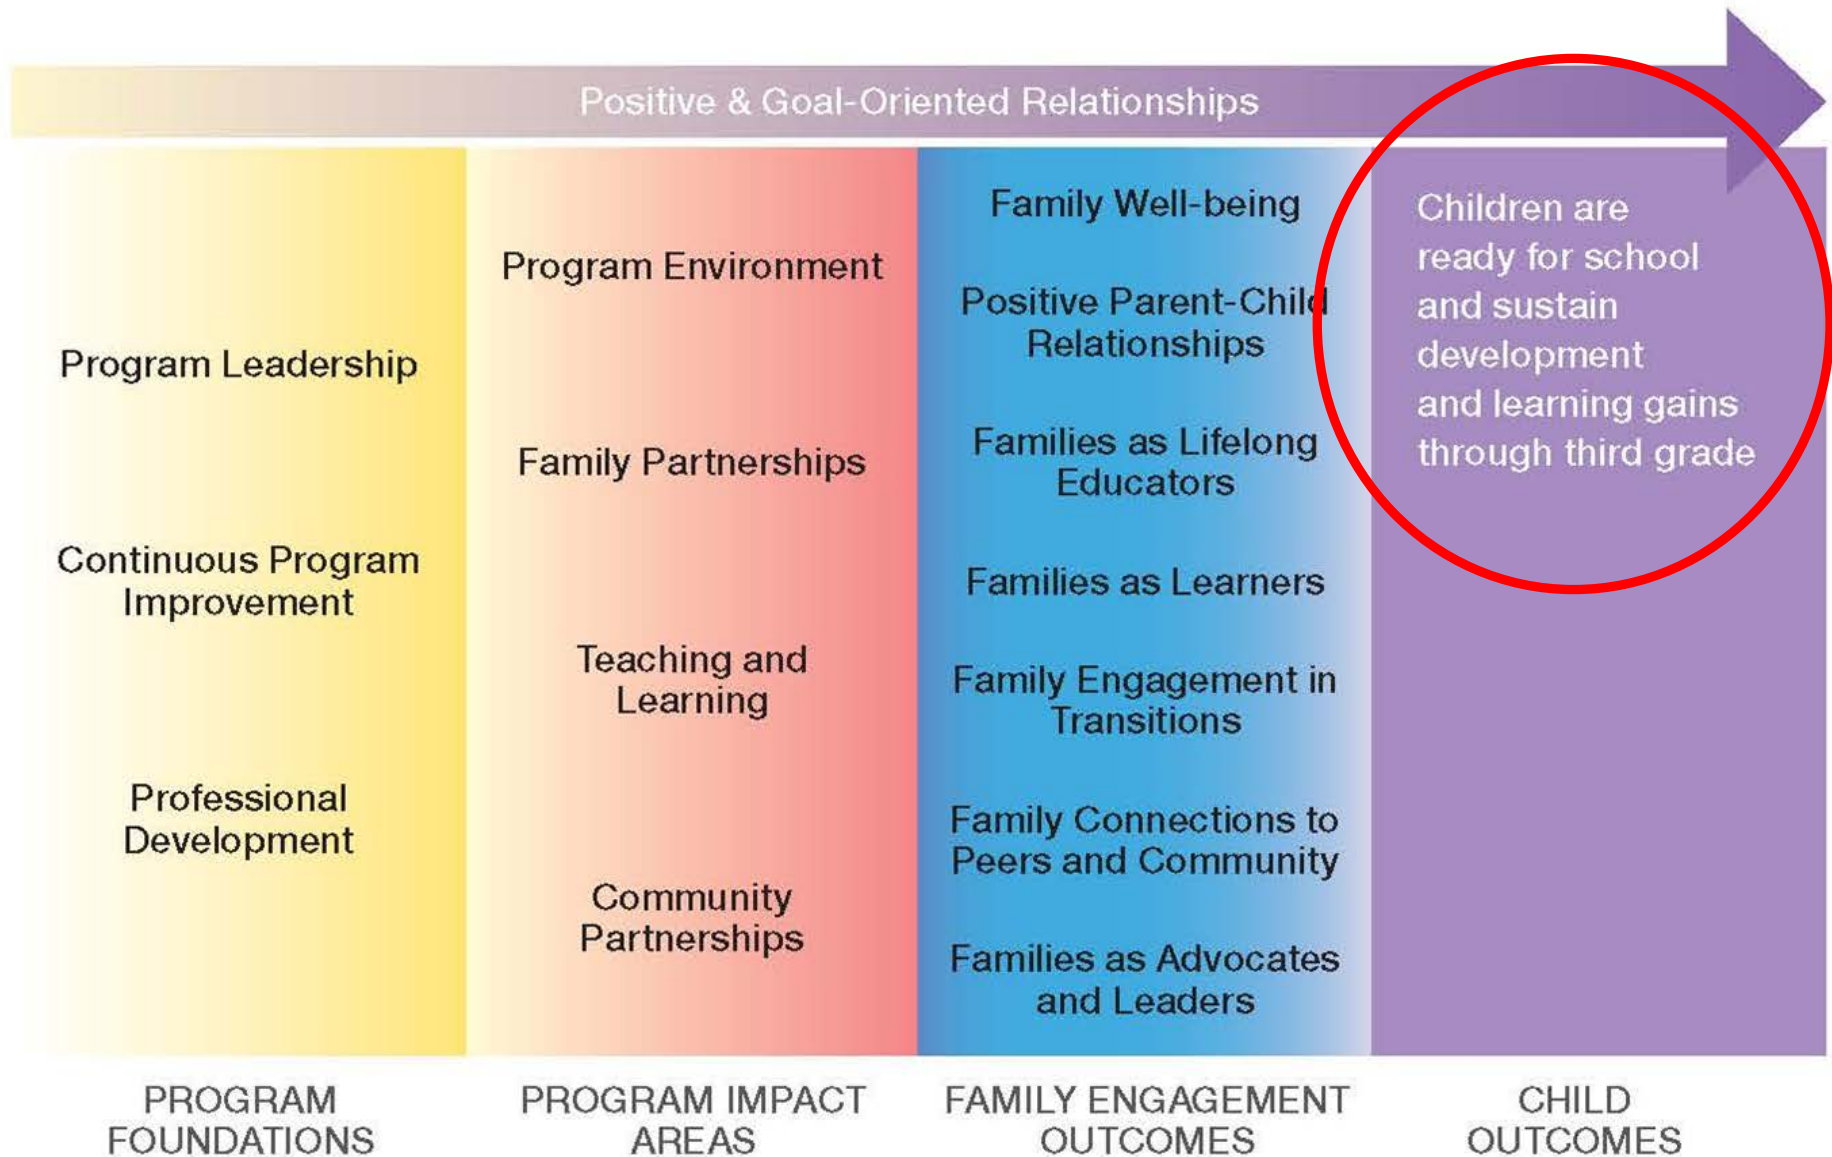 Positive & Goal-Oriented Relationships
Program Leadership
Continuous Program
Improvement
Professional
Development
PROGRAM
FOUNDATIONS
Program Environment
Family Partnerships
Teaching and
Learning
Community
Partnerships
PROGRAM IMPACT
AREAS
Family Well-being
Positive Parent-Child
Relationships
Families as Lifelong
Educators
Families as Learners
Family Engagement in
Transitions
Family Connections to
Peers and Community
Families as Advocates
and Leaders
FAMILY ENGAGEMENT
OUTCOMES
Children are
ready for school
and sustain
development
and learning gains
through third grade
CHILD
OUTCOMES